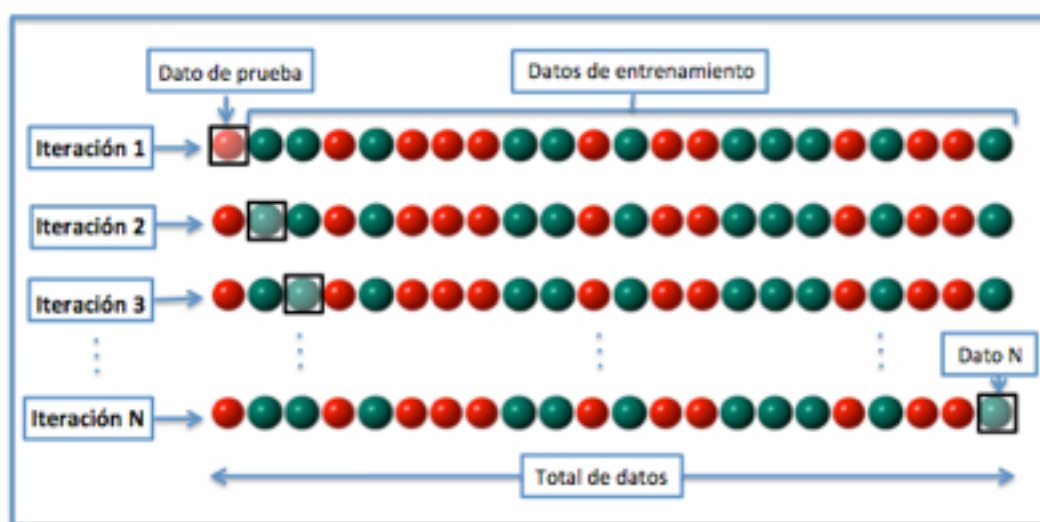 Dato de prueba
Datos de entrenamiento
Iteración 1
Iteración 2
Iteración 3
Dato N
Iteración N
Total de datos